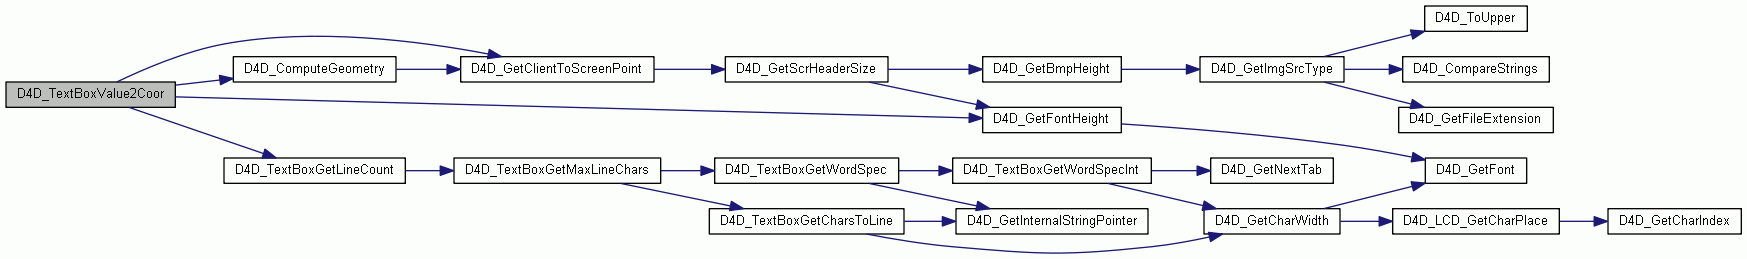 D4D_ToUpper
D4D_ComputeGeometry
D4D_GetClientToScreenPoint
D4D_GetScrHeaderSize
D4D_GetBmpHeight
D4D_GetImgSrcType
D4D_CompareStrings
D4D_TextBoxValue2Coor
D4D_GetFontHeight
D4D_GetFileExtension
D4D_TextBoxGetLineCount
D4D_TextBoxGetMaxLineChars
D4D_TextBoxGetWordSpec
D4D_TextBoxGetWordSpecInt
D4D_GetNextTab
D4D_GetFont
D4D_TextBoxGetCharsToLine
D4D_GetInternalStringPointer
D4D_GetCharWidth
D4D_LCD_GetCharPlace
D4D_GetCharIndex